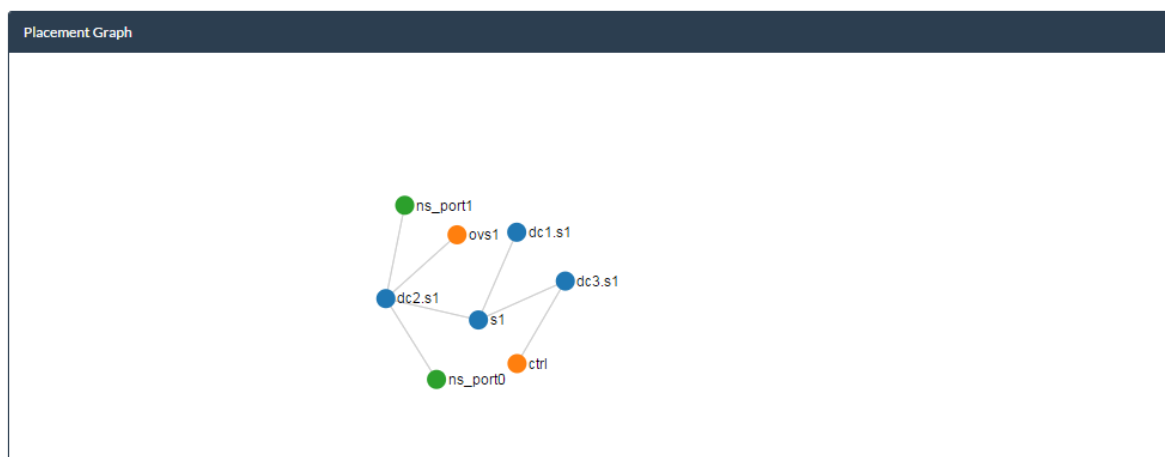 Placement Graph
ns_port1
ovs1
dc1.s1
dc3.s1
dc2.s1
s1
ctrl
ns_port0